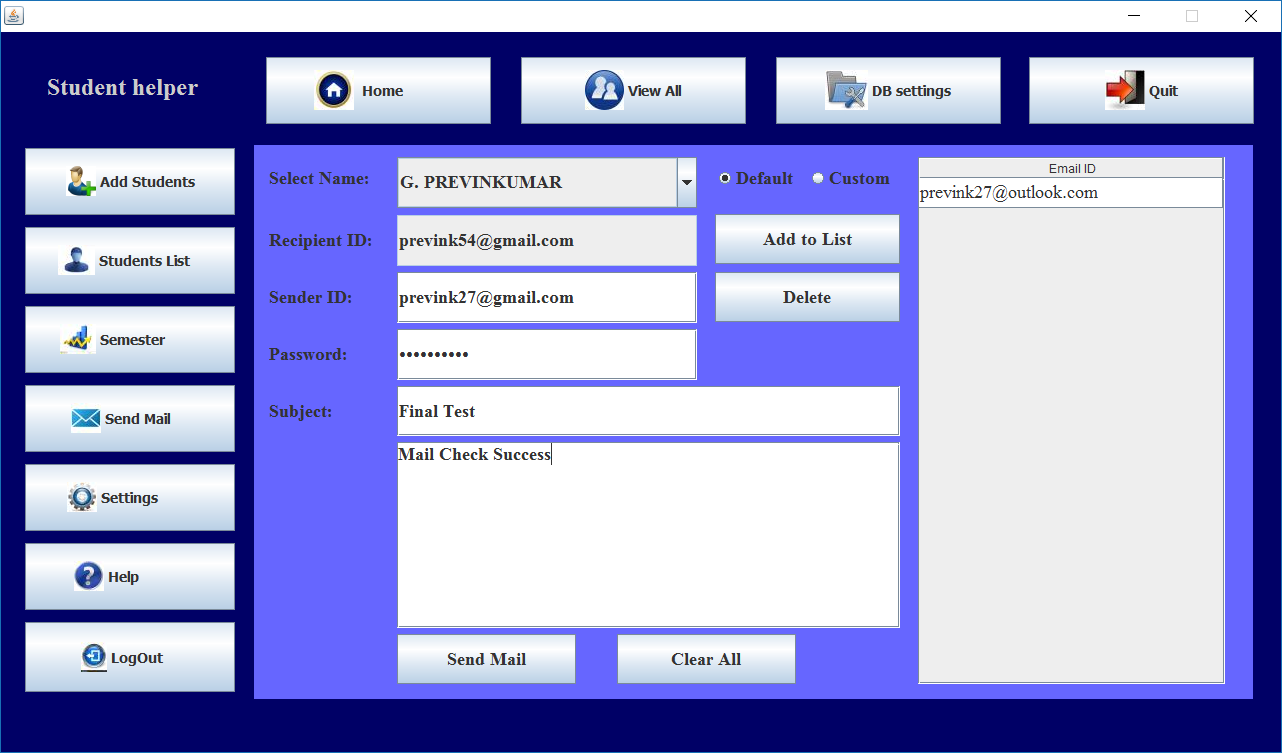 Student helper
Home
View All
DB settings
Quit
Add Students
Students List
Semester
Send Mail
Settings
Help
LogOut
Select Name:
G. PREVINKUMAR
Default
Custom
Recipient ID:
prevink54@gmail.com
Add to List
Sender ID:
prevink27@gmail.com
Delete
Password:
••••••••••
Subject:
Final Test
Mail Check Success
Send Mail
Clear All
Email ID
prevink27@outlook.com